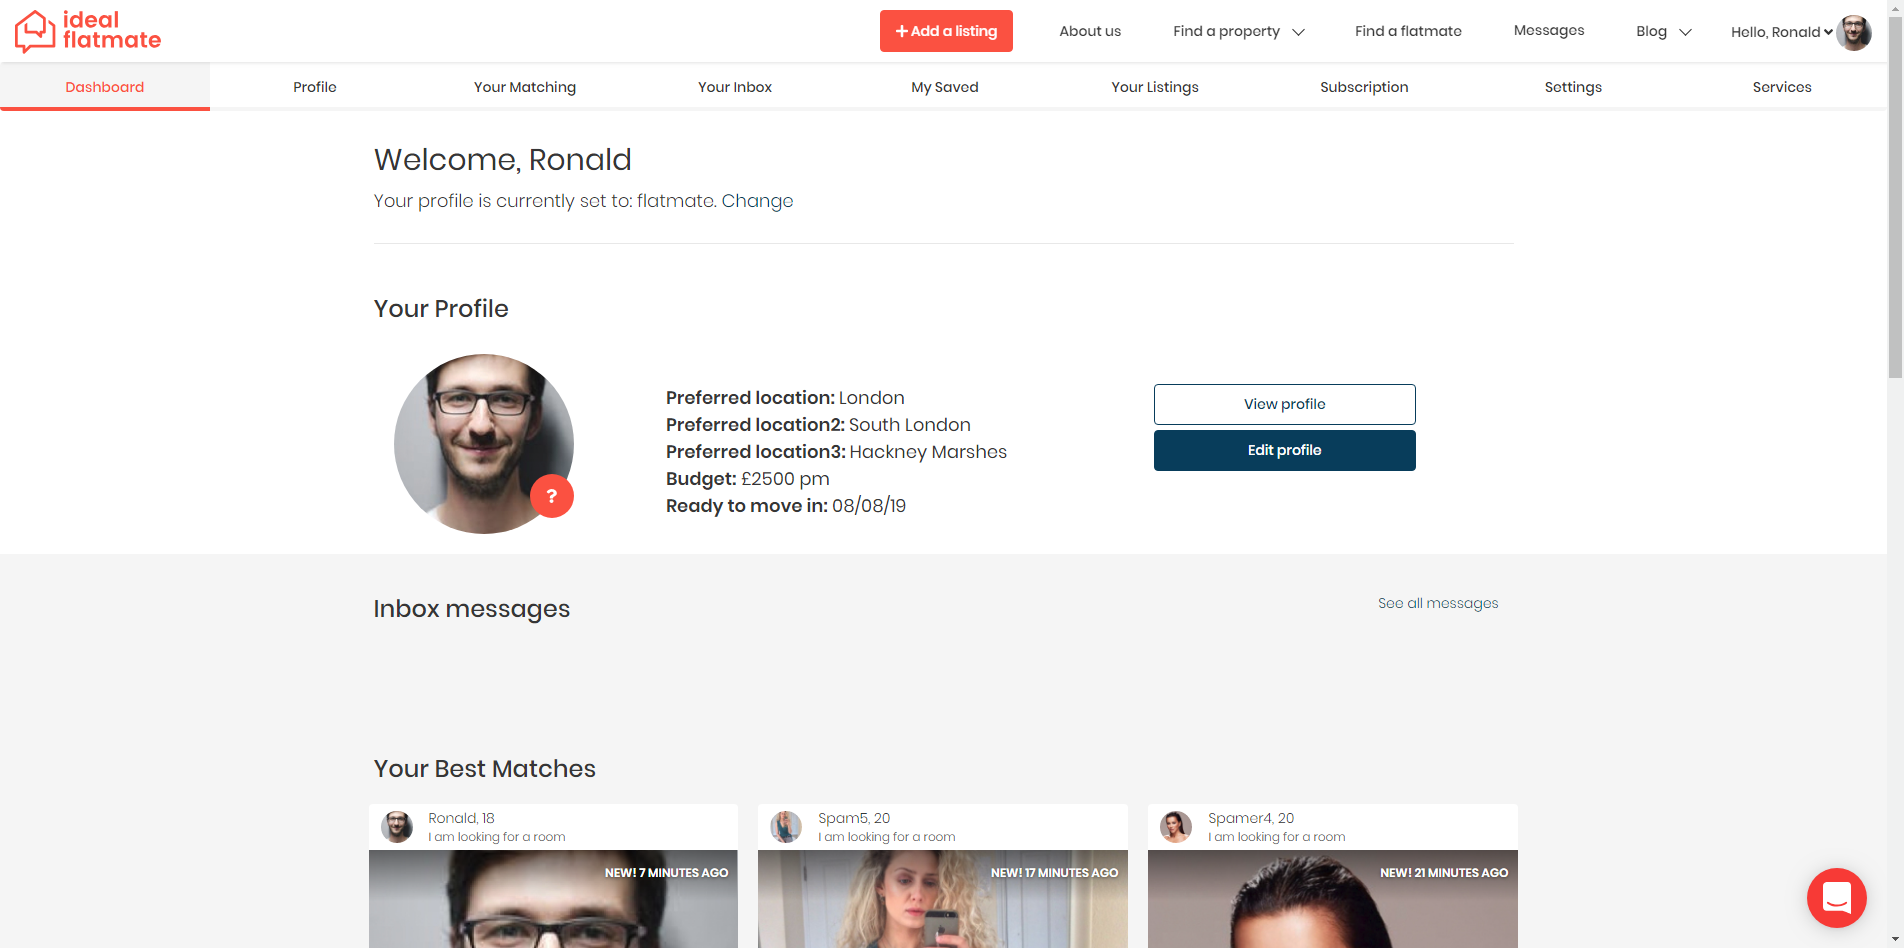 ideal
flatmate
+ Add a listing
About us
Find a property
Find a flatmate
Messages
Blog
Hello, Ronald
Dashboard
Profile
Your Matching
Your Inbox
My Saved
Your Listings
Subscription
Settings
Services
Welcome, Ronald
Your profile is currently set to: flatmate. Change
Your Profile
?
Preferred location: London
Preferred location2: South London
Preferred location3: Hackney Marshes
Budget: £2500 pm
Ready to move in: 08/08/19
View profile
Edit profile
Inbox messages
See all messages
Your Best Matches
Ronald, 18
I am looking for a room
NEW! 7 MINUTES AGO
Spam5, 20
I am looking for a room
NEW! 17 MINUTES AGO
Spamer4, 20
I am looking for a room
NEW! 21 MINUTES AGO